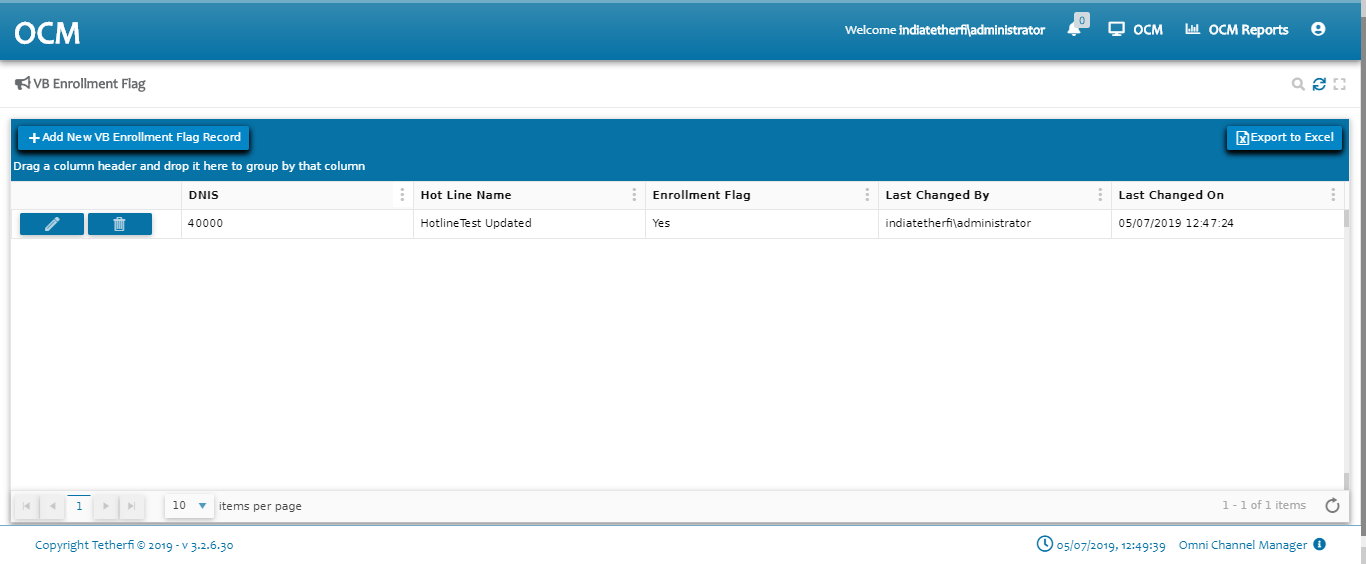 OCM
Welcome indiatetherfi\administrator
0
OCM
OCM Reports
VB Enrollment Flag
Add New VB Enrollment Flag Record
Export to Excel
Drag a column header and drop it here to group by that column
DNIS Hot Line Name Enrollment Flag Last Changed By Last Changed On
40000 HotlineTest Updated Yes indiatetherfi\administrator 05/07/2019 12:47:24
1 10 items per page 1 - 1 of 1 items
Copyright Tetherfi © 2019 - v 3.2.6.30 05/07/2019, 12:49:39 Omni Channel Manager